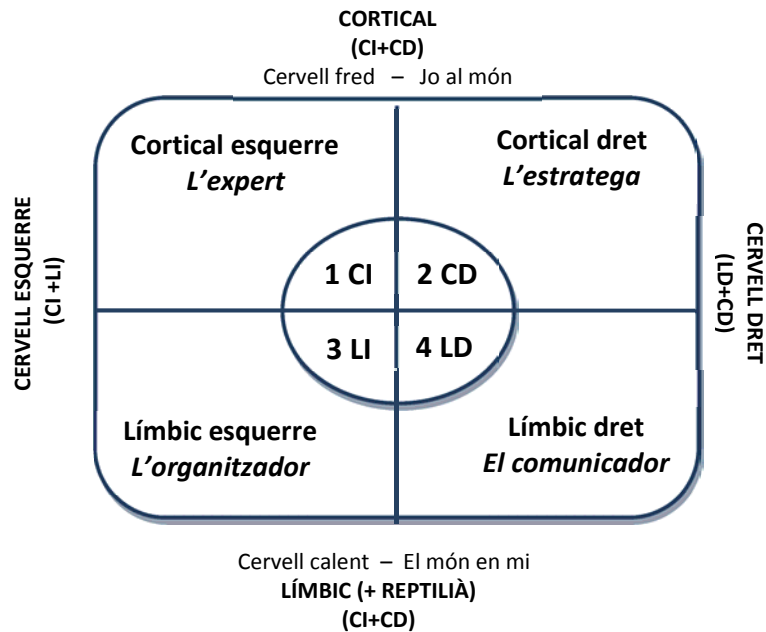 CORTICAL
(CI+CD)
Cervell fred – Jo al món
Cortical esquerre
L'expert
Cortical dret
L'estratega
CERVELL ESQUERRE
(CI +LI)
1 CI
2 CD
3 LI
4 LD
CERVELL DRET
(LD+CD)
Límbic esquerre
L'organitzador
Límbic dret
El comunicador
Cervell calent – El món en mi
LÍMBIC (+ REPTILIÀ)
(CI+CD)